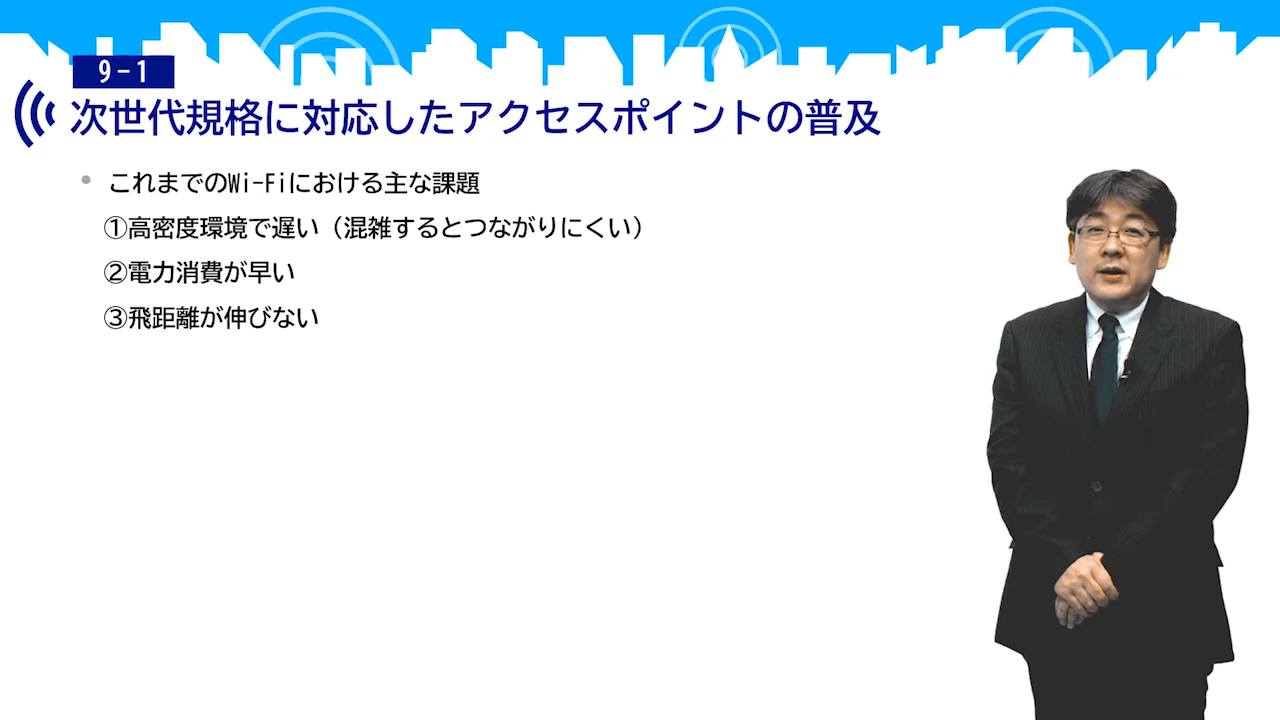 9-1
次世代規格に対応したアクセスポイントの普及
• これまでのWi-Fiにおける主な課題
①高密度環境で遅い（混雑するとつながりにくい）
②電力消費が早い
③飛距離が伸びない